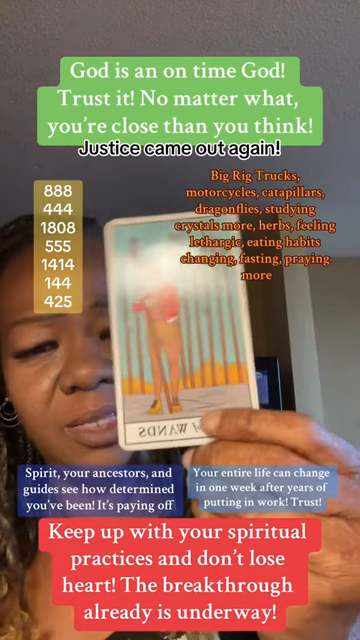 God is an on time God!
Trust it! No matter what,
you're close than you think!
Justice came out again!
888
444
1808
555
1414
144
425
Big Rig Trucks,
motorcycles, catapillars,
dragonflies, studying
crystals more, herbs, feeling
lethargic, eating habits
changing, fasting, praying
more
of WANDS
Spirit, your ancestors, and
guides see how determined
you've been! It's paying off
Your entire life can change
in one week after years of
putting in work! Trust!
Keep up with your spiritual
practices and don't lose
heart! The breakthrough
already is underway!